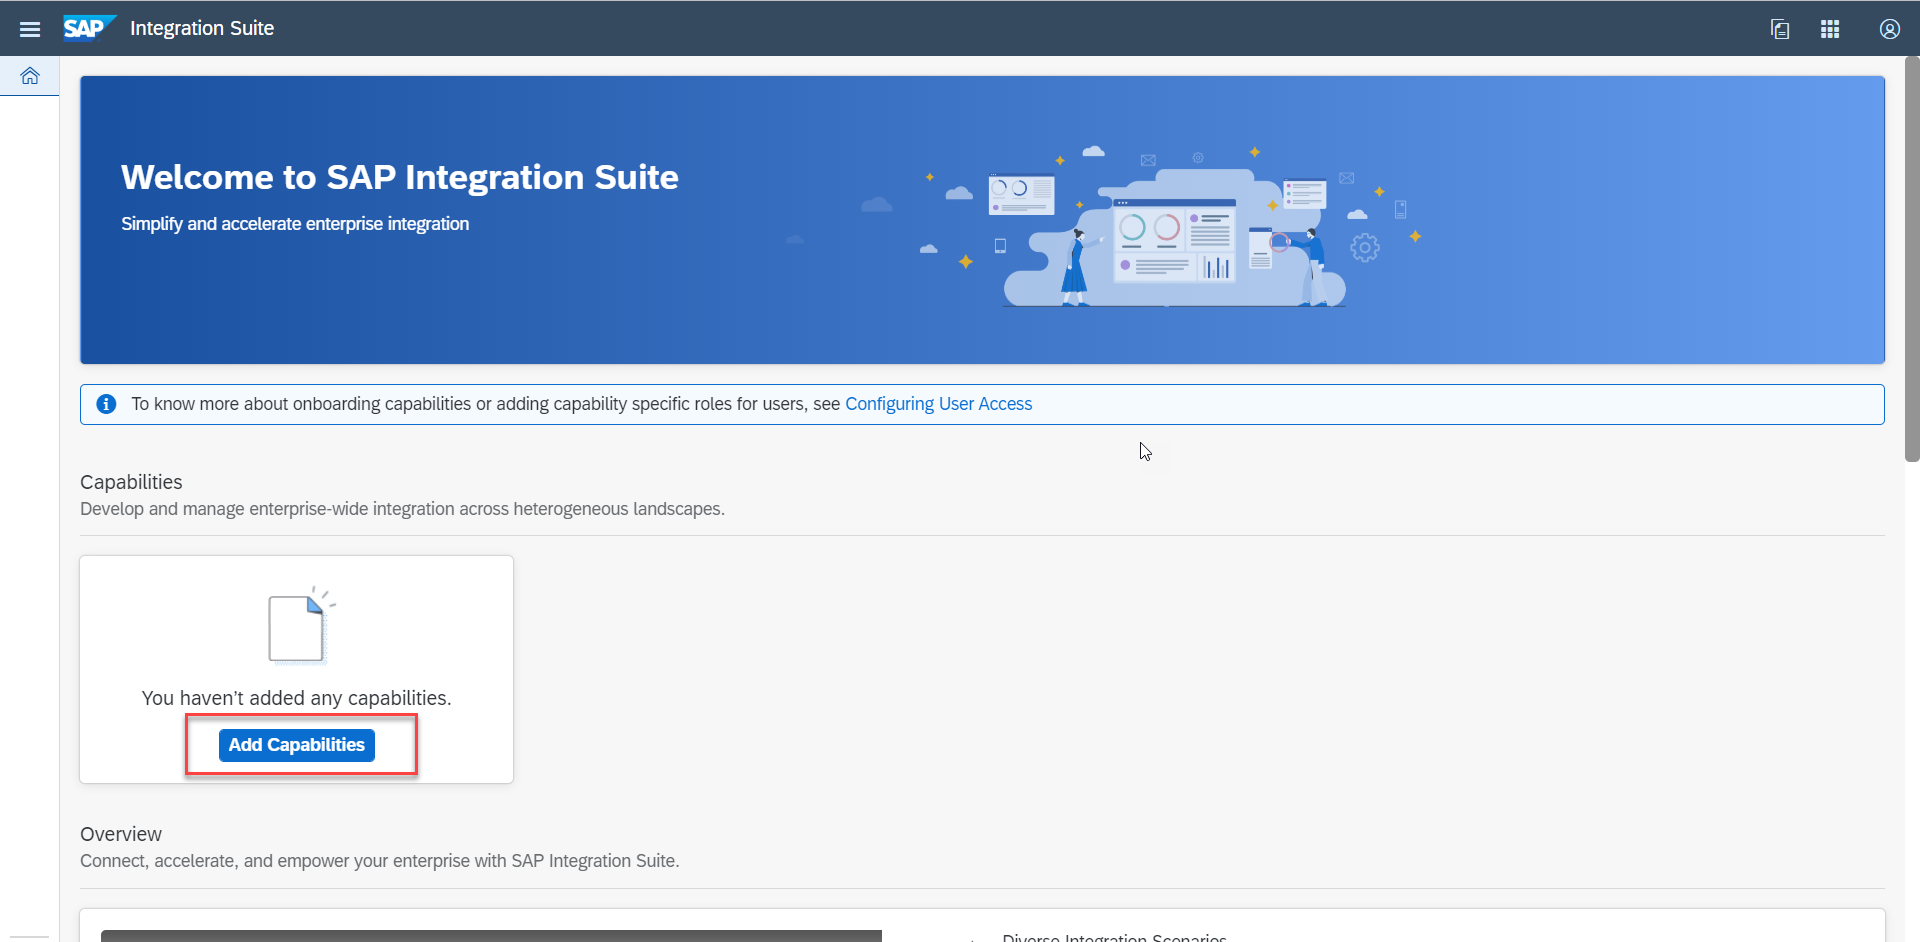 SAP Integration Suite
Welcome to SAP Integration Suite
Simplify and accelerate enterprise integration
To know more about onboarding capabilities or adding capability specific roles for users, see Configuring User Access
Capabilities
Develop and manage enterprise-wide integration across heterogeneous landscapes.
You haven't added any capabilities.
Add Capabilities
Overview
Connect, accelerate, and empower your enterprise with SAP Integration Suite.
Diverse Integration Scenarios